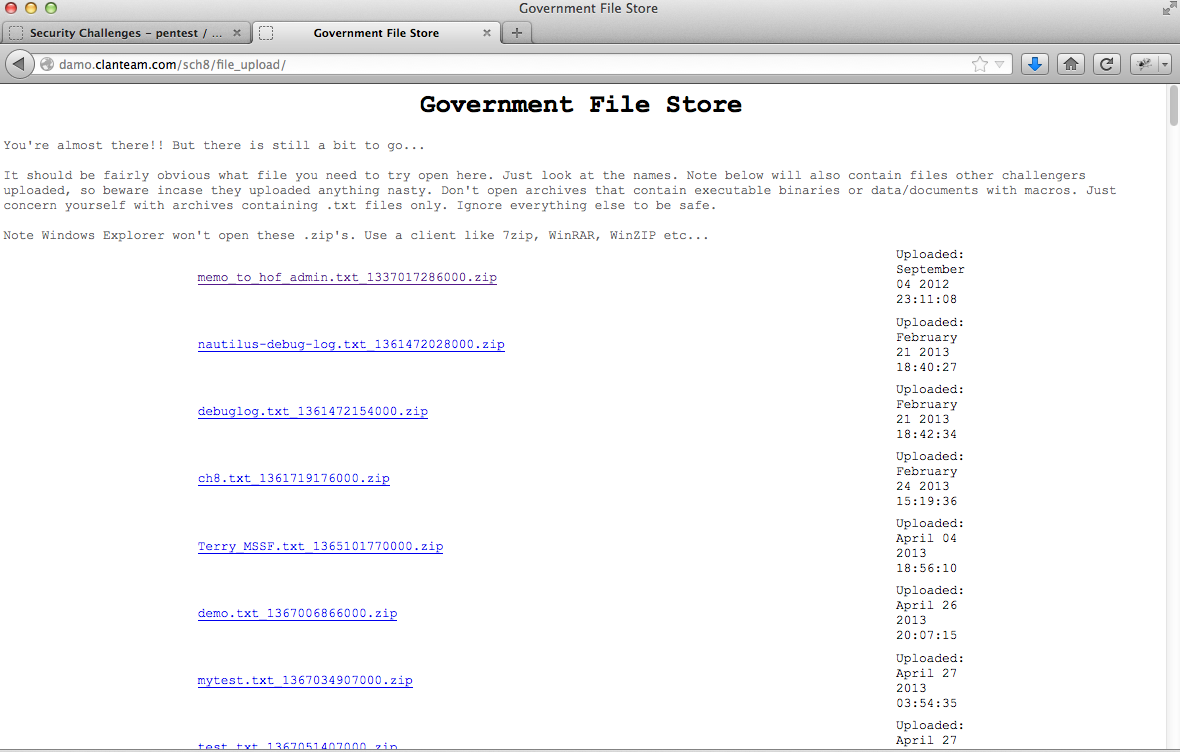 Government File Store
Security Challenges - pentest / ...
Government File Store
damo.clanteam.com/sch8/file_upload/
Government File Store
You're almost there!! But there is still a bit to go...
It should be fairly obvious what file you need to try open here. Just look at the names. Note below will also contain files other challengers
uploaded, so beware incase they uploaded anything nasty. Don't open archives that contain executable binaries or data/documents with macros. Just
concern yourself with archives containing .txt files only. Ignore everything else to be safe.
Note Windows Explorer won't open these .zip's. Use a client like 7zip, WinRAR, WinZIP etc...
memo_to_hof_admin.txt_1337017286000.zip
Uploaded:
September
04 2012
23:11:08
nautilus-debug-log.txt_1361472028000.zip
Uploaded:
February
21 2013
18:40:27
debuglog.txt_1361472154000.zip
Uploaded:
February
21 2013
18:42:34
ch8.txt_1361719176000.zip
Uploaded:
February
24 2013
15:19:36
Terry_MSSF.txt_1365101770000.zip
Uploaded:
April 04
2013
18:56:10
demo.txt_1367006866000.zip
Uploaded:
April 26
2013
20:07:15
mytest.txt_1367034907000.zip
Uploaded:
April 27
2013
03:54:35
test.txt_1367051407000.zip
Uploaded:
April 27